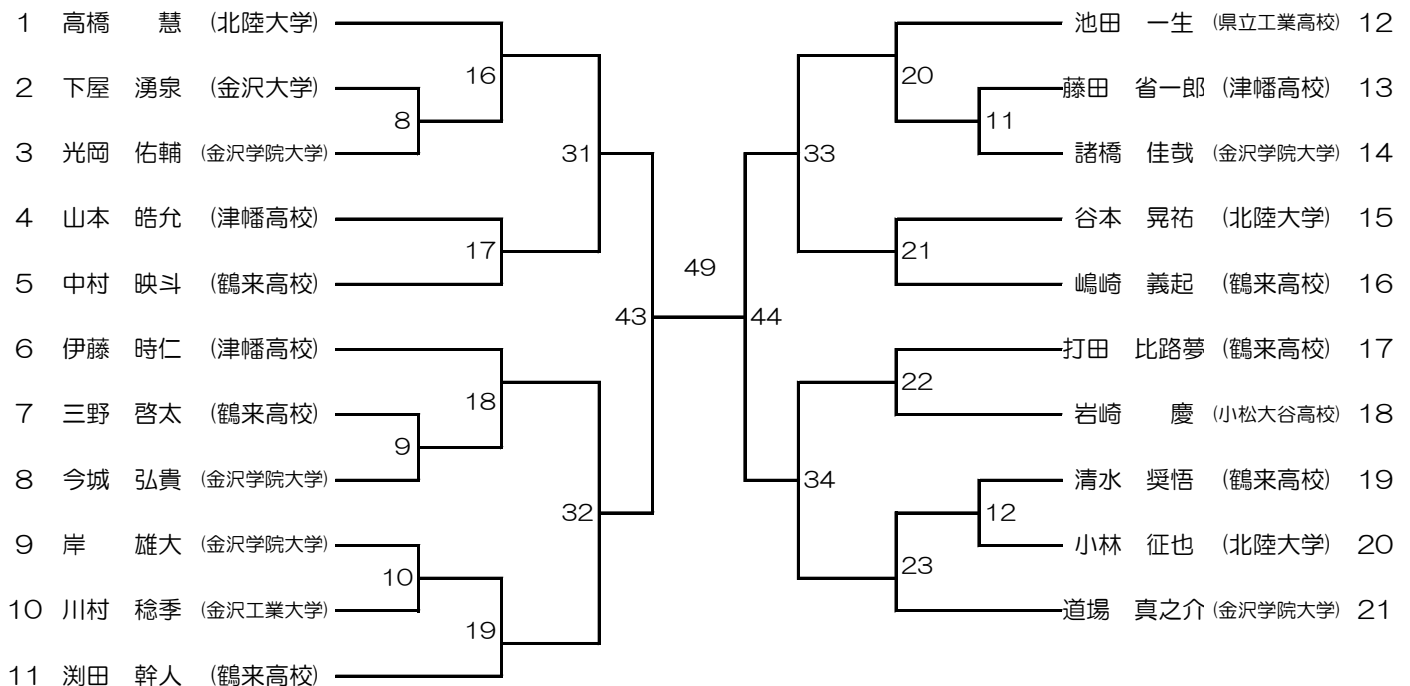 1 高橋 慧 (北陸大学)
2 下屋 湧泉 (金沢大学)
3 光岡 佑輔 (金沢学院大学)
4 山本 皓允 (津幡高校)
5 中村 映斗 (鶴来高校)
6 伊藤 時仁 (津幡高校)
7 三野 啓太 (鶴来高校)
8 今城 弘貴 (金沢学院大学)
9 岸 雄大 (金沢学院大学)
10 川村 稔季 (金沢工業大学)
11 渕田 幹人 (鶴来高校)
16
8
31
17
43
18
9
32
10
19
49
池田 一生 (県立工業高校) 12
藤田 省一郎 (津幡高校) 13
諸橋 佳哉 (金沢学院大学) 14
谷本 晃祐 (北陸大学) 15
嶋崎 義起 (鶴来高校) 16
打田 比路夢 (鶴来高校) 17
岩崎 慶 (小松大谷高校) 18
清水 奨悟 (鶴来高校) 19
小林 征也 (北陸大学) 20
道場 真之介 (金沢学院大学) 21
20
11
33
21
44
22
34
12
23